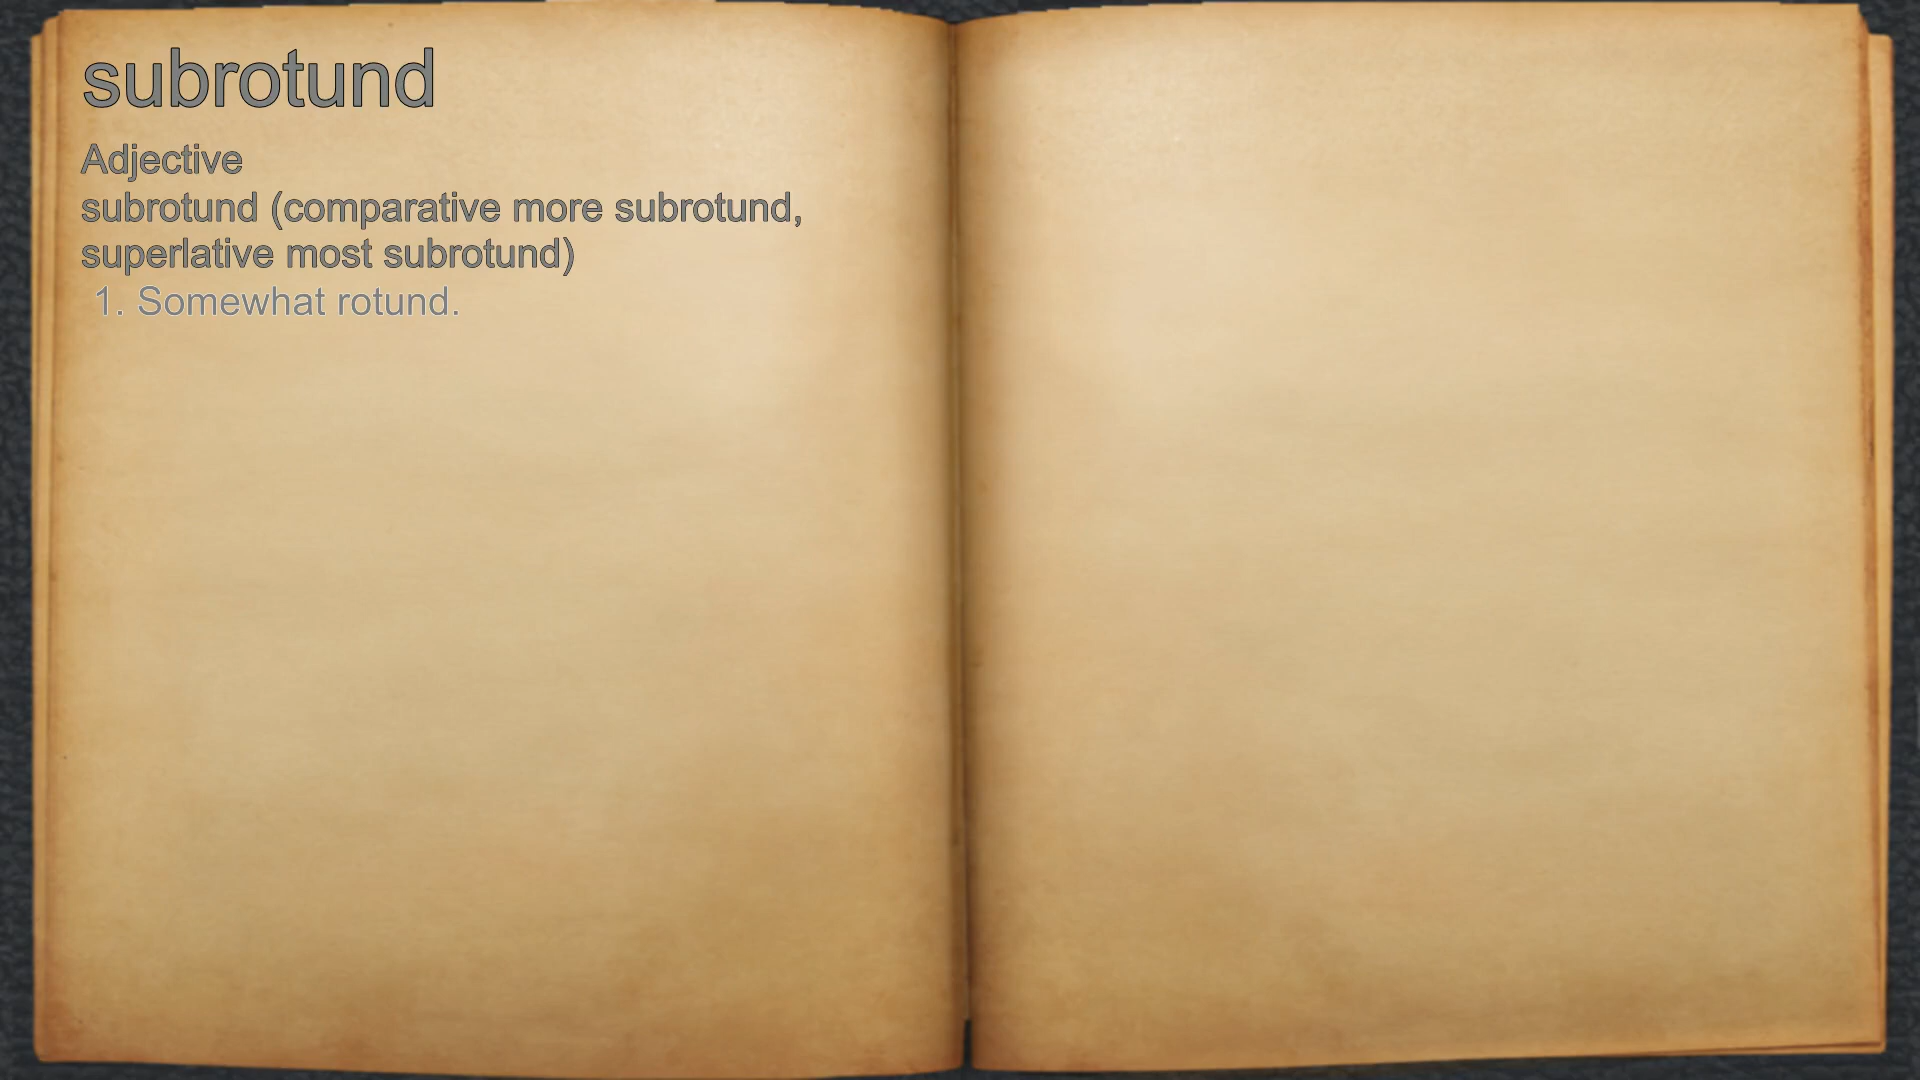 subrotund
Adjective
subrotund (comparative more subrotund,
superlative most subrotund)
1. Somewhat rotund.